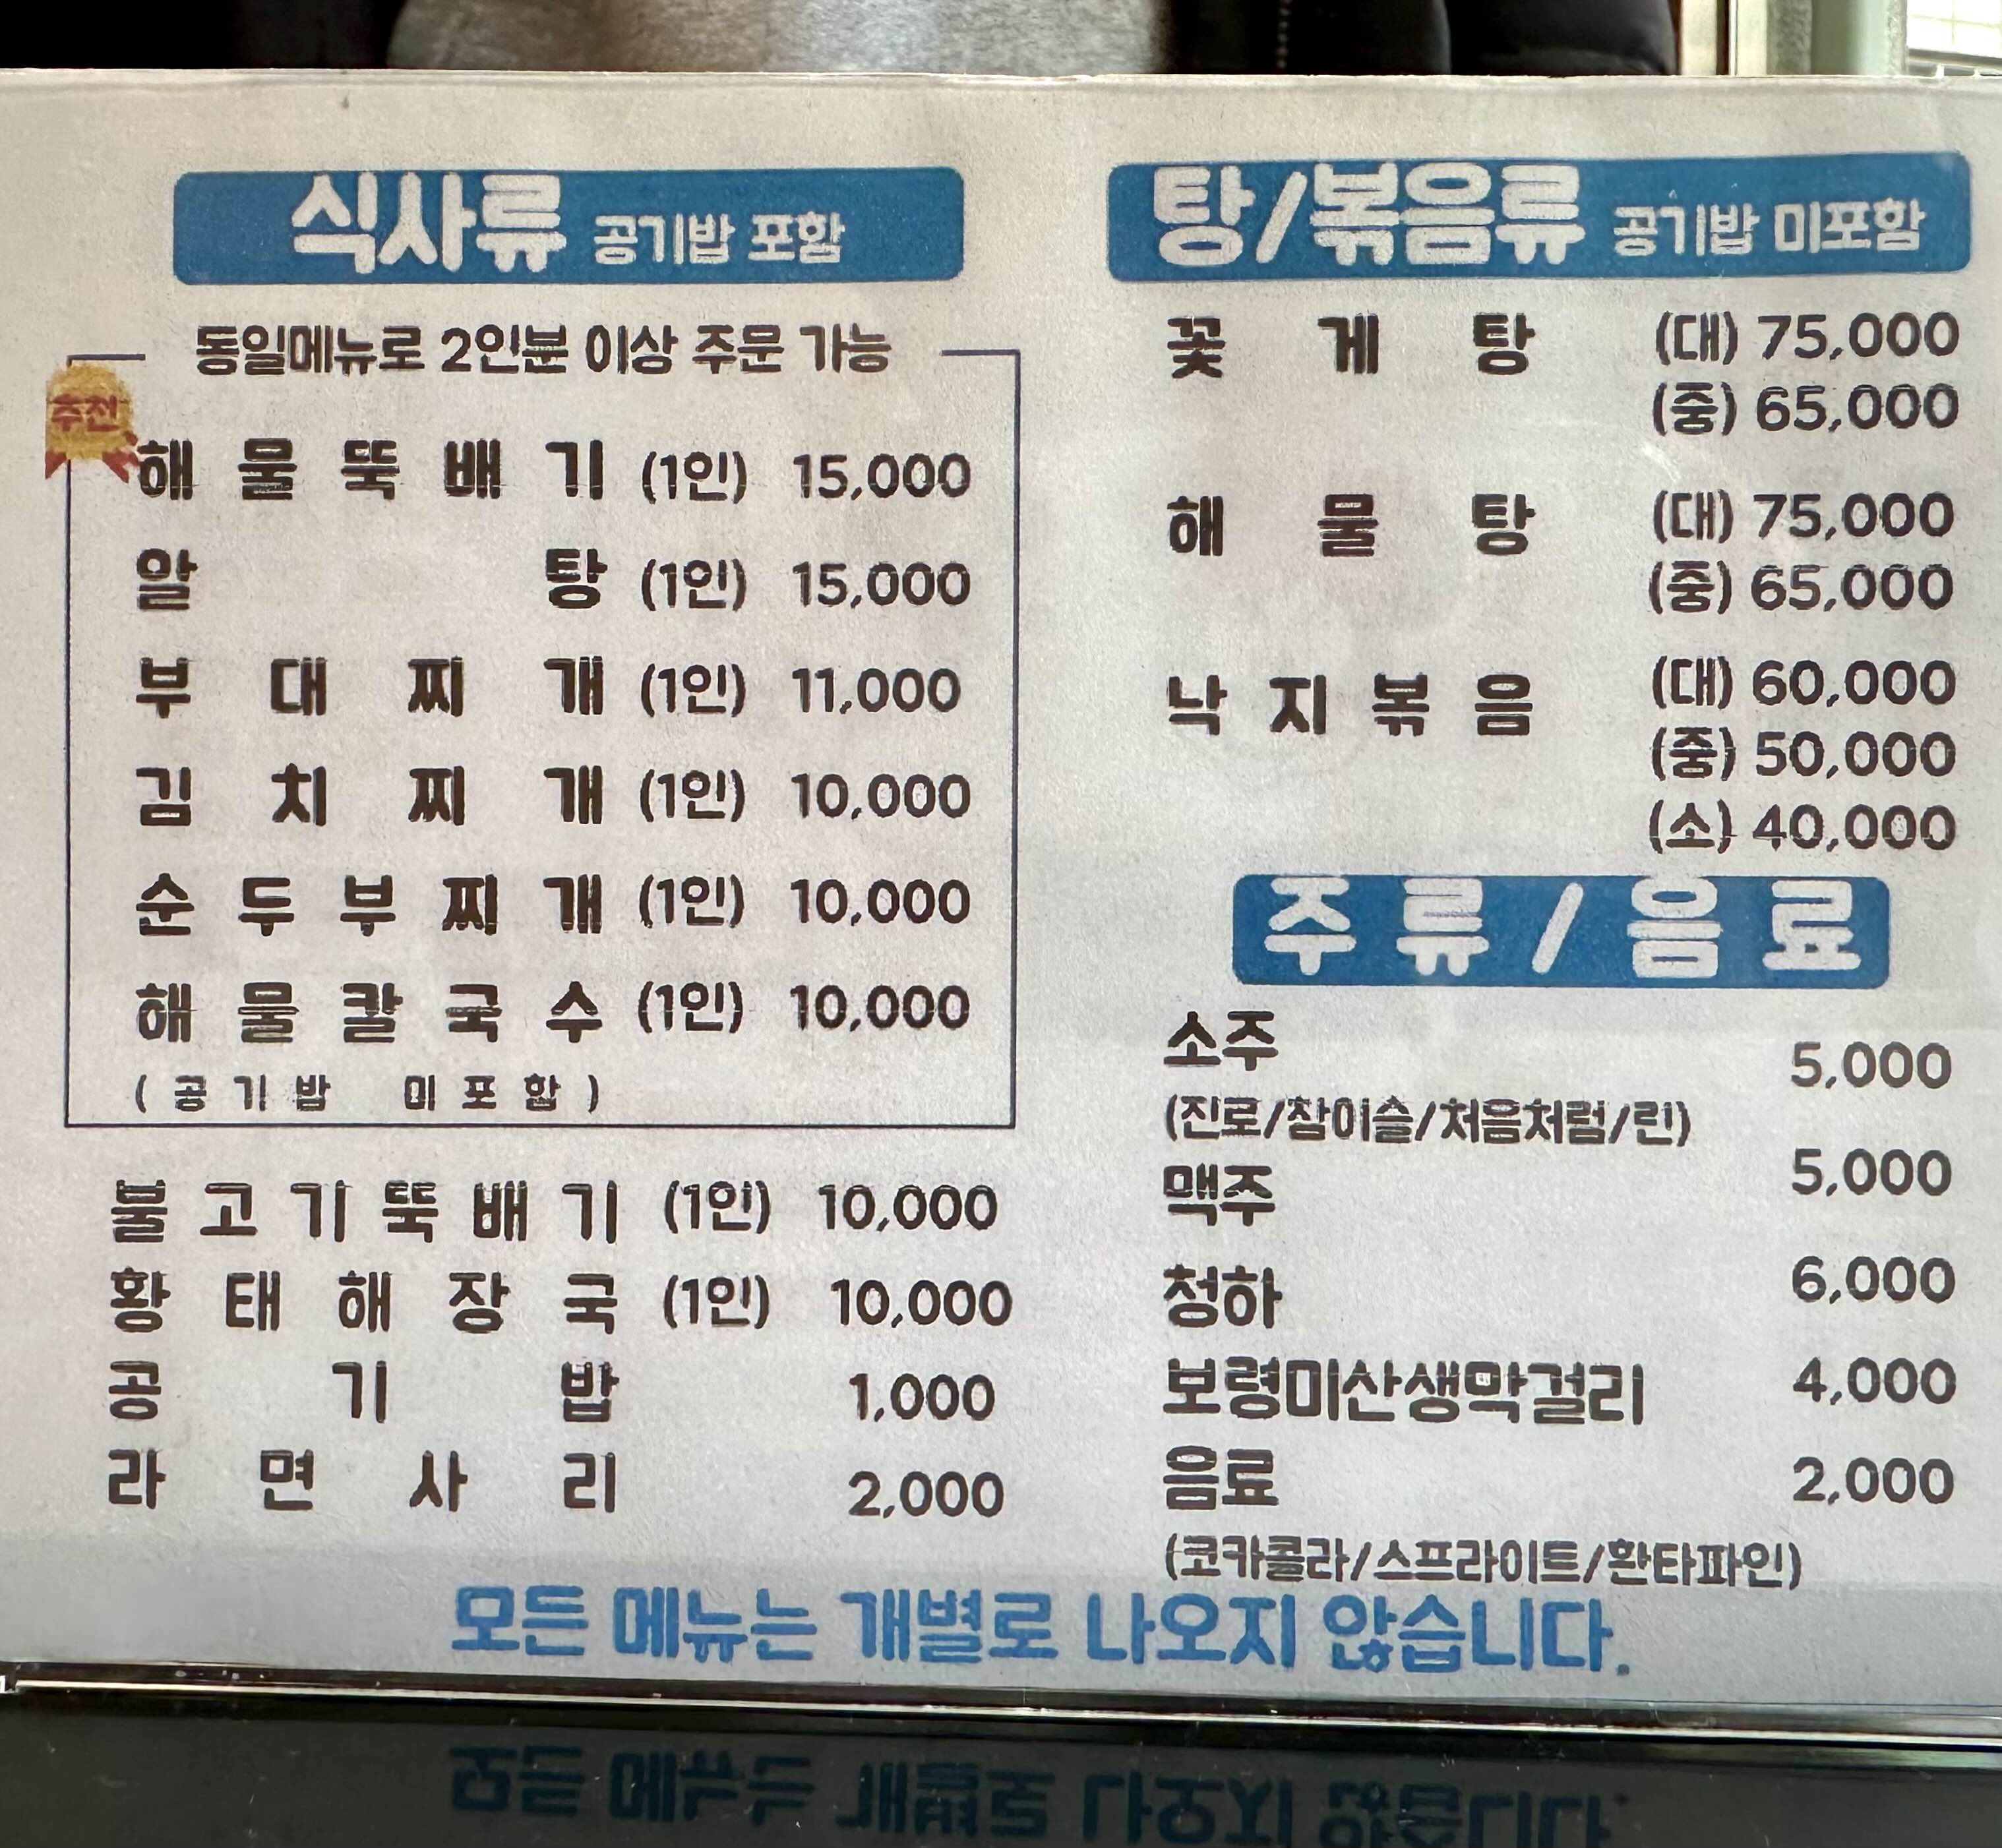 식사류 공기밥 포함
동일메뉴로 2인분 이상 주문 가능
추천
해물뚝배기 (1인) 15,000
알탕 (1인) 15,000
부대찌개 (1인) 11,000
김치찌개 (1인) 10,000
순두부찌개 (1인) 10,000
해물칼국수 (1인) 10,000
(공기밥 미포함)
불고기뚝배기 (1인) 10,000
황태해장국 (1인) 10,000
공기밥 1,000
라면사리 2,000
탕/볶음류 공기밥 미포함
꽃게탕 (대) 75,000
(중) 65,000
해물탕 (대) 75,000
(중) 65,000
낙지볶음 (대) 60,000
(중) 50,000
(소) 40,000
주류/음료
소주 5,000
(진로/참이슬/처음처럼/린)
맥주 5,000
청하 6,000
보령미산생막걸리 4,000
음료 2,000
(코카콜라/스프라이트/환타파인)
모든 메뉴는 개별로 나오지 않습니다.